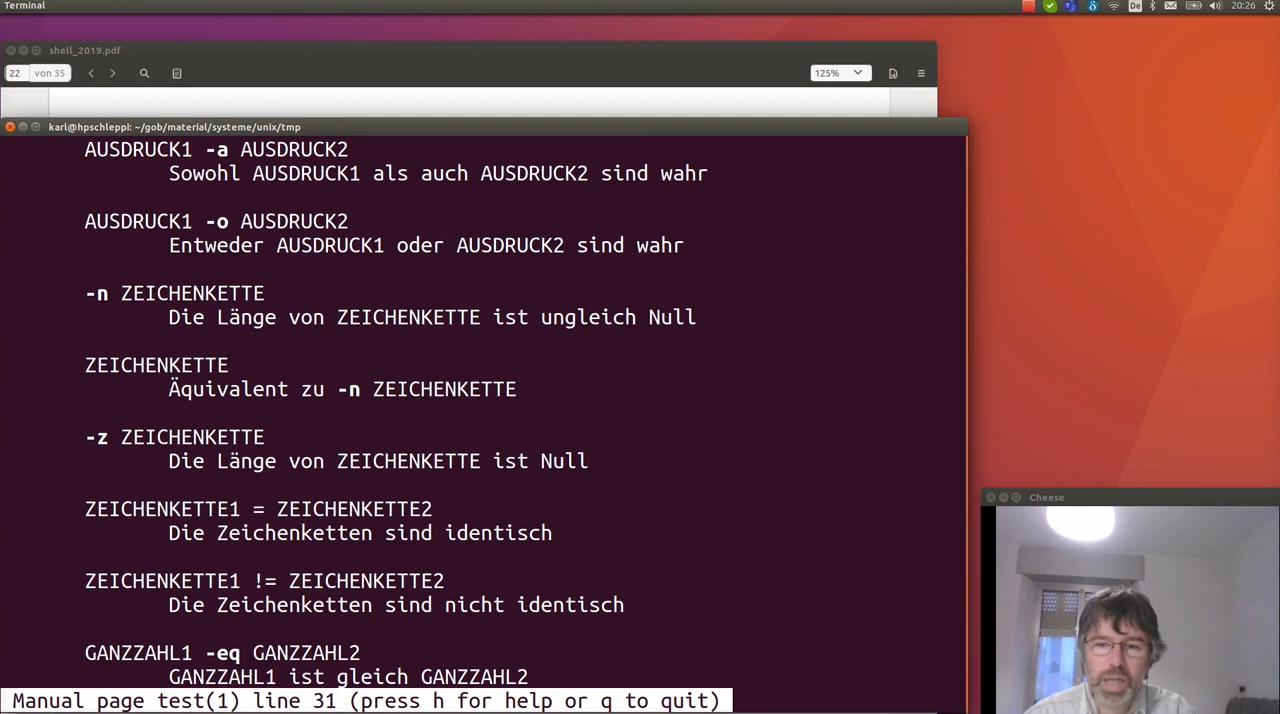 Terminal
De
20:26
shell_2019.pdf
22 von 35
125%
karl@hpschleppi: ~/gob/material/systeme/unix/tmp
AUSDRUCK1 -a AUSDRUCK2
Sowohl AUSDRUCK1 als auch AUSDRUCK2 sind wahr
AUSDRUCK1 -o AUSDRUCK2
Entweder AUSDRUCK1 oder AUSDRUCK2 sind wahr
-n ZEICHENKETTE
Die Länge von ZEICHENKETTE ist ungleich Null
ZEICHENKETTE
Äquivalent zu -n ZEICHENKETTE
-z ZEICHENKETTE
Die Länge von ZEICHENKETTE ist Null
ZEICHENKETTE1 = ZEICHENKETTE2
Die Zeichenketten sind identisch
ZEICHENKETTE1 != ZEICHENKETTE2
Die Zeichenketten sind nicht identisch
GANZZAHL1 -eq GANZZAHL2
GANZZAHL1 ist gleich GANZZAHL2
Manual page test(1) line 31 (press h for help or q to quit)
Cheese